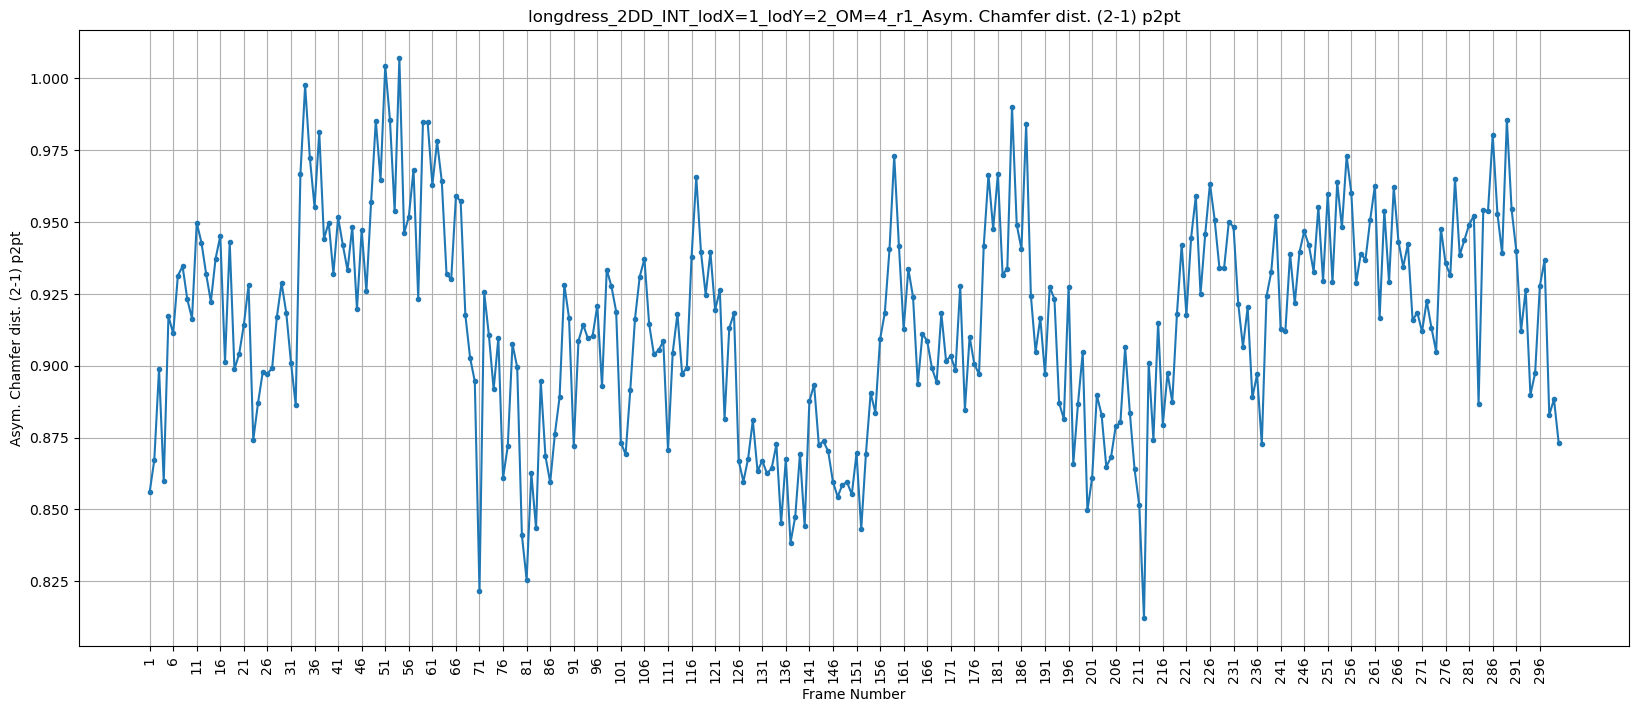 longdress_2DD_INT_lodX=1_lodY=2_OM=4_r1_Asym. Chamfer dist. (2-1) p2pt
Asym. Chamfer dist. (2-1) p2pt
1.000
0.975
0.950
0.925
0.900
0.875
0.850
0.825
1 6 11 16 21 26 31 36 41 46 51 56 61 66 71 76 81 86 91 96 101 106 111 116 121 126 131 136 141 146 151 156 161 166 171 176 181 186 191 196 201 206 211 216 221 226 231 236 241 246 251 256 261 266 271 276 281 286 291 296
Frame Number